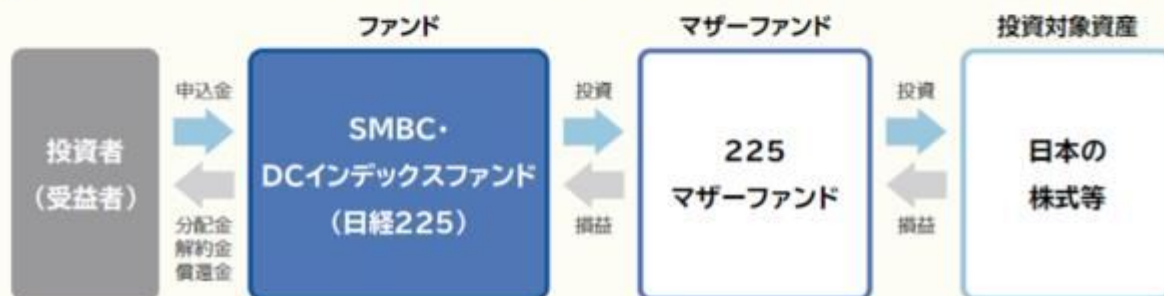 ファンド
マザーファンド
投資対象資産
投資者
（受益者）
申込金
分配金
解約金
償還金
SMBC・
DCインデックスファンド
（日経225）
投資
損益
225
マザーファンド
投資
損益
日本の
株式等